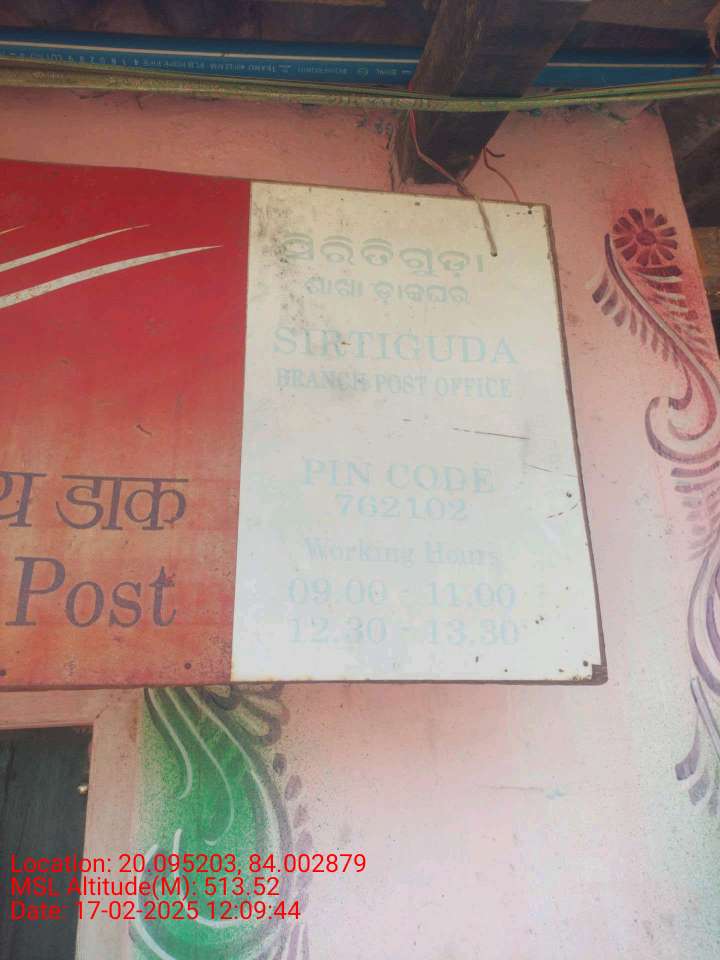 ସିରିତିଗୁଡ଼ା
ଶାଖା ଡ଼ାକଘର
SIRTIGUDA
BRANCH POST OFFICE
PIN CODE
762102
Working Hours
09.00 - 11.00
12.30 - 13.30
डाक
Post
Location: 20.095203, 84.002879
MSL Altitude(M): 513.52
Date: 17-02-2025 12:09:44